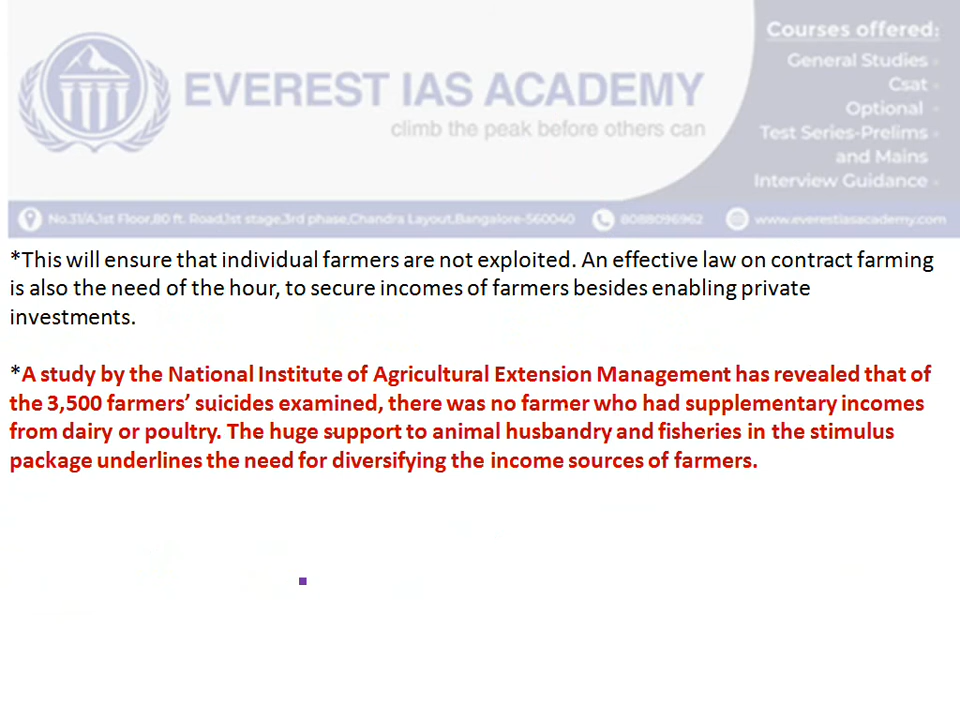 Courses offered:
General Studies
Csat
Optional
Test Series-Prelims
and Mains
Interview Guidance
EVEREST IAS ACADEMY
climb the peak before others can
No.31/A,1st Floor,80 ft. Road,1st stage,3rd phase,Chandra Layout,Bangalore-560040
8088096962
www.everestiasacademy.com
*This will ensure that individual farmers are not exploited. An effective law on contract farming
is also the need of the hour, to secure incomes of farmers besides enabling private
investments.
*A study by the National Institute of Agricultural Extension Management has revealed that of
the 3,500 farmers’ suicides examined, there was no farmer who had supplementary incomes
from dairy or poultry. The huge support to animal husbandry and fisheries in the stimulus
package underlines the need for diversifying the income sources of farmers.